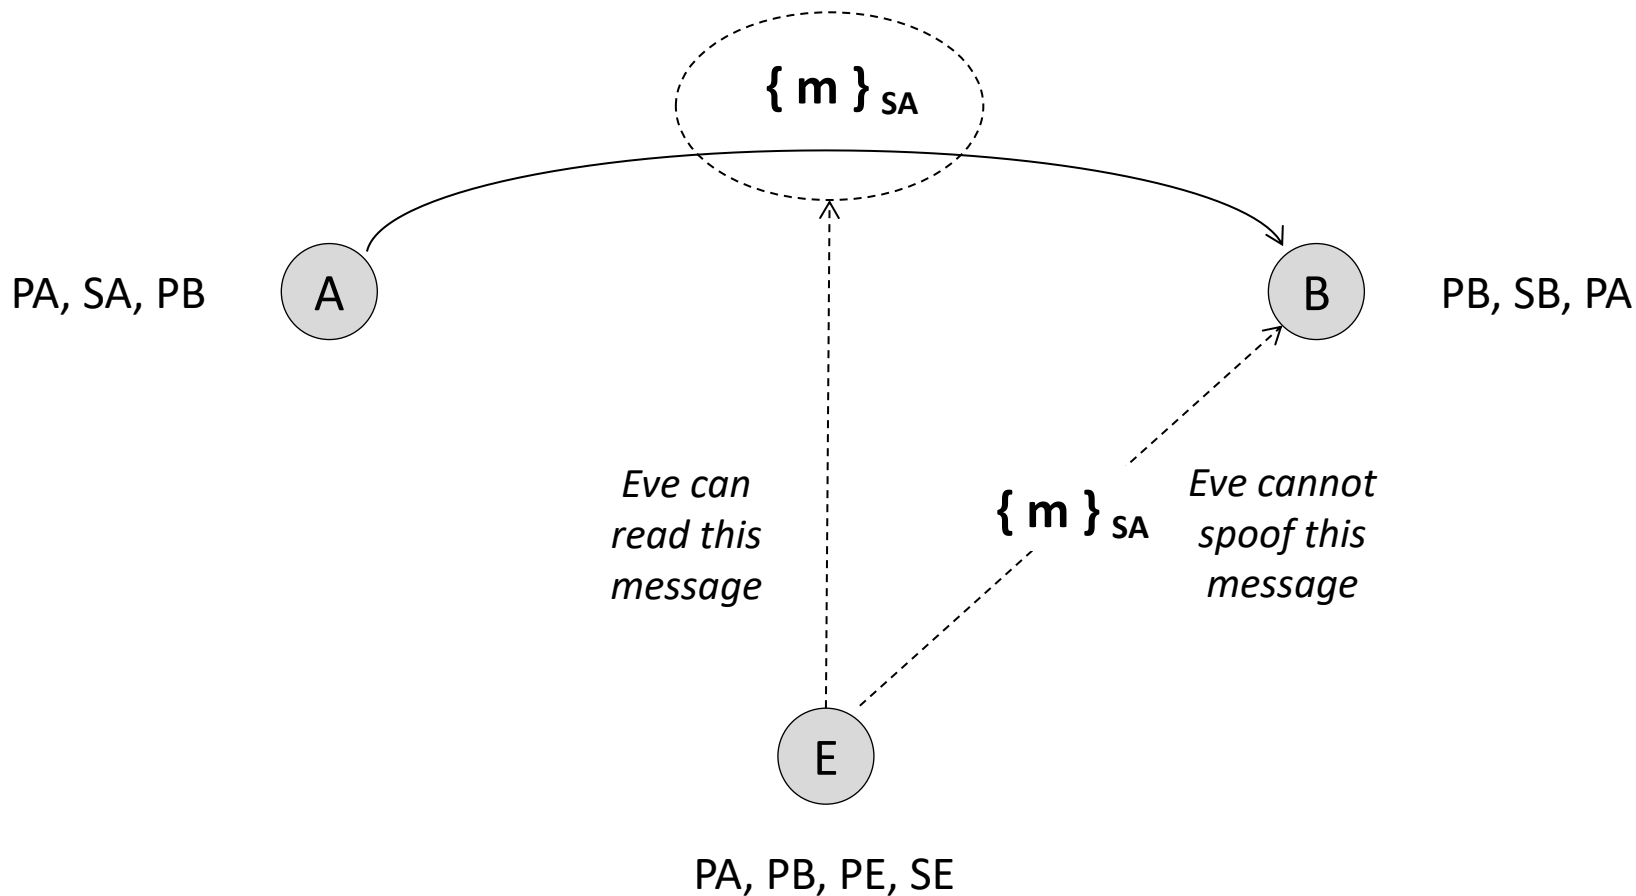 { m } SA
PA, SA, PB
A
B
PB, SB, PA
Eve can
read this
message
{ m } SA
Eve cannot
spoof this
message
E
PA, PB, PE, SE